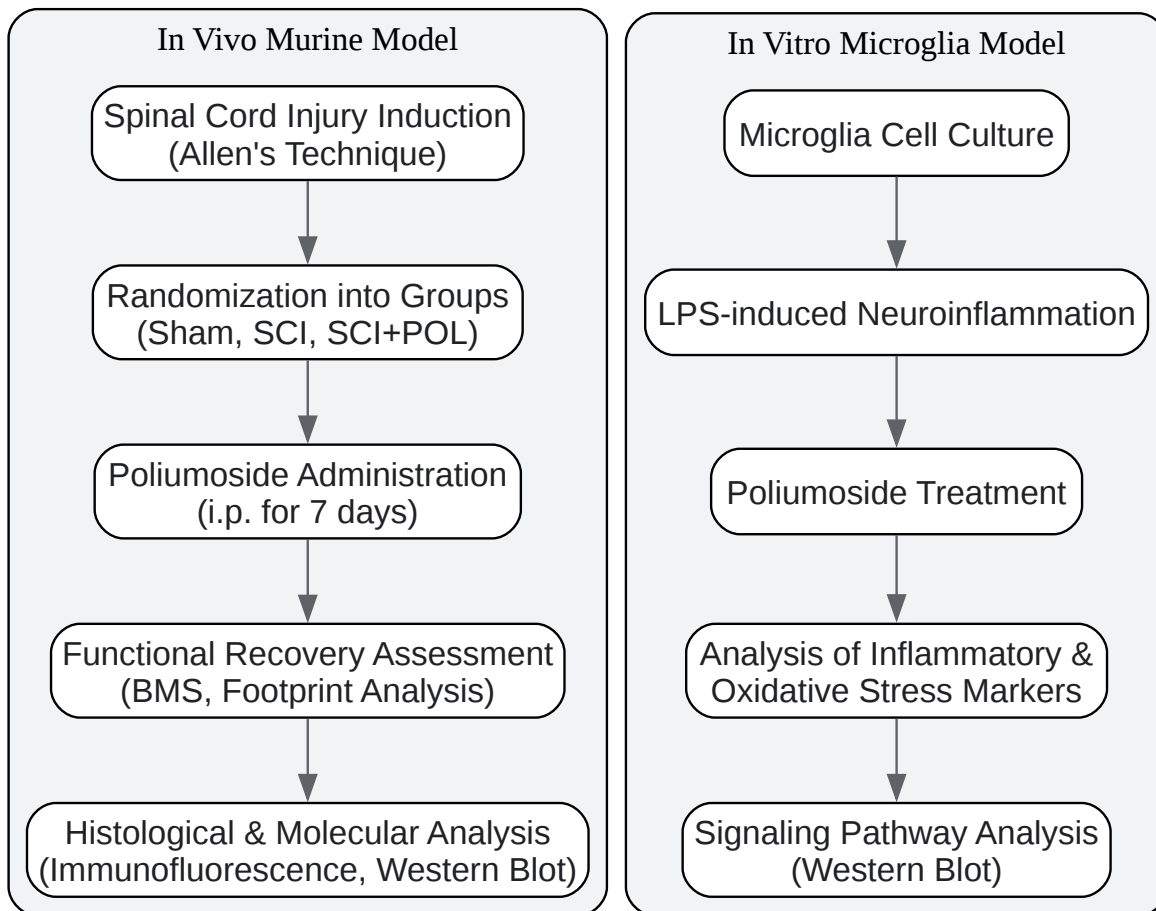 In Vivo Murine Model
Spinal Cord Injury Induction
(Allen's Technique)
Randomization into Groups
(Sham, SCI, SCI+POL)
Poliumoside Administration
(i.p. for 7 days)
Functional Recovery Assessment
(BMS, Footprint Analysis)
Histological & Molecular Analysis
(Immunofluorescence, Western Blot)
In Vitro Microglia Model
Microglia Cell Culture
LPS-induced Neuroinflammation
Poliumoside Treatment
Analysis of Inflammatory &
Oxidative Stress Markers
Signaling Pathway Analysis
(Western Blot)